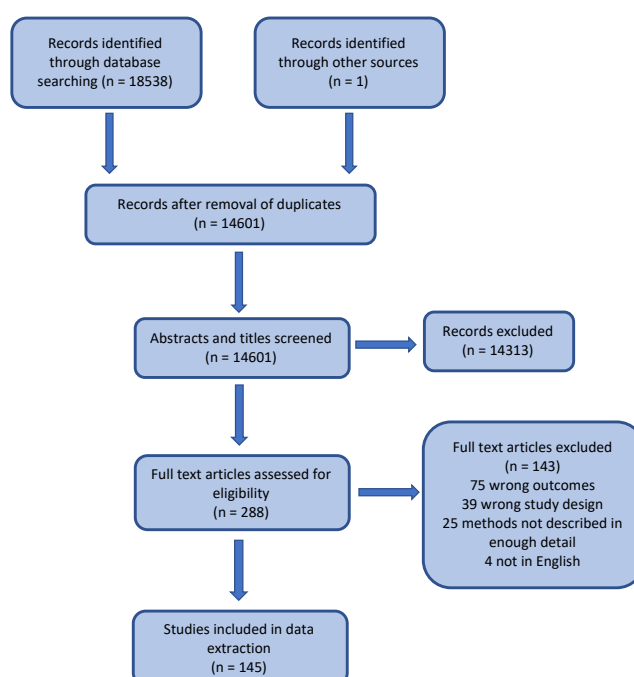 Records identified
through database
searching (n = 18538)
Records identified
through other sources
(n = 1)
Records after removal of duplicates
(n = 14601)
Abstracts and titles screened
(n = 14601)
Records excluded
(n = 14313)
Full text articles assessed for
eligibility
(n = 288)
Full text articles excluded
(n = 143)
75 wrong outcomes
39 wrong study design
25 methods not described in
enough detail
4 not in English
Studies included in data
extraction
(n = 145)